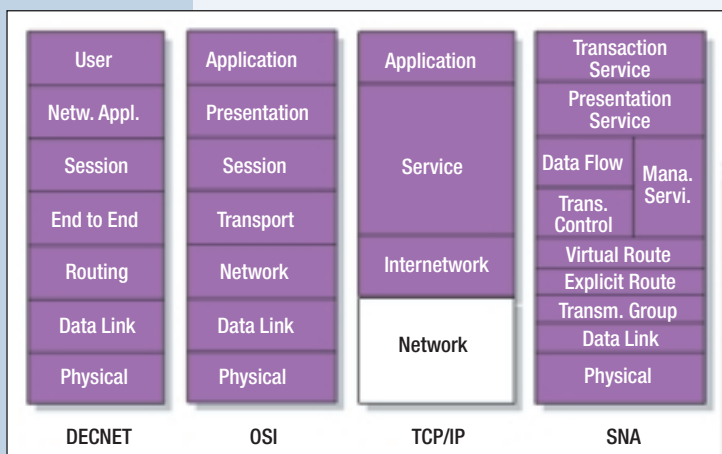 User
Netw. Appl.
Session
End to End
Routing
Data Link
Physical
DECNET
Application
Presentation
Session
Transport
Network
Data Link
Physical
OSI
Application
Service
Internetwork
Network
TCP/IP
Transaction
Service
Presentation
Service
Data Flow
Mana.
Servi.
Trans.
Control
Virtual Route
Explicit Route
Transm. Group
Data Link
Physical
SNA